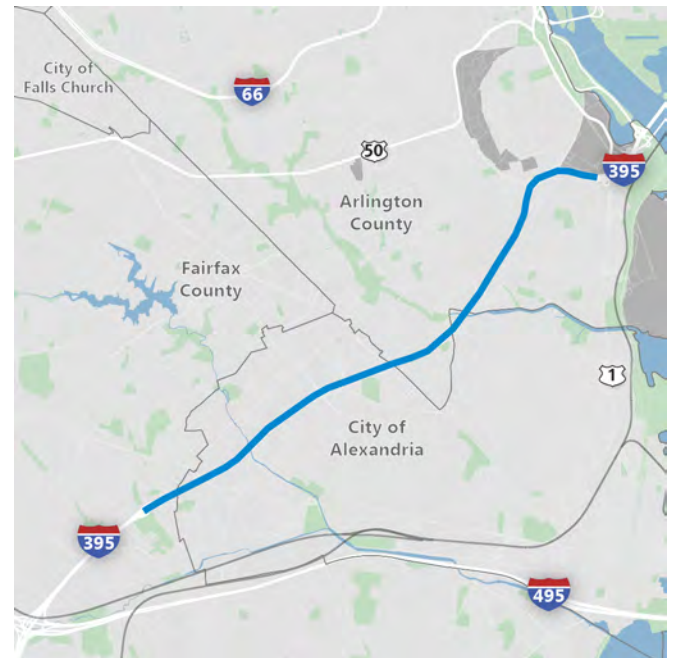 City of
Falls Church
66
50
395
Arlington
County
Fairfax
County
1
City of
Alexandria
395
495